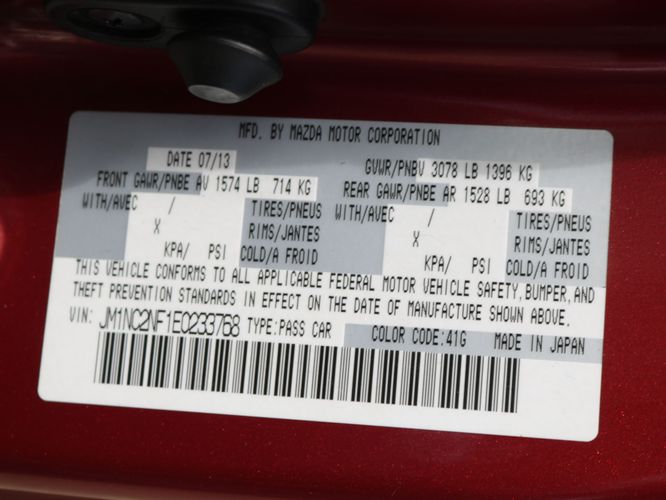 MFD. BY MAZDA MOTOR CORPORATION
DATE 07/13 GVWR/PNBV 3078 LB 1396 KG
FRONT GAWR/PNBE AV 1574 LB 714 KG REAR GAWR/PNBE AR 1528 LB 693 KG
WITH/AVEC / TIRES/PNEUS WITH/AVEC / TIRES/PNEUS
X RIMS/JANTES X RIMS/JANTES
KPA/ PSI COLD/A FROID KPA/ PSI COLD/A FROID
THIS VEHICLE CONFORMS TO ALL APPLICABLE FEDERAL MOTOR VEHICLE SAFETY, BUMPER, AND
THEFT PREVENTION STANDARDS IN EFFECT ON THE DATE OF MANUFACTURE SHOWN ABOVE.
VIN: JM1NC2NF1E0233768 TYPE:PASS CAR COLOR CODE:41G MADE IN JAPAN